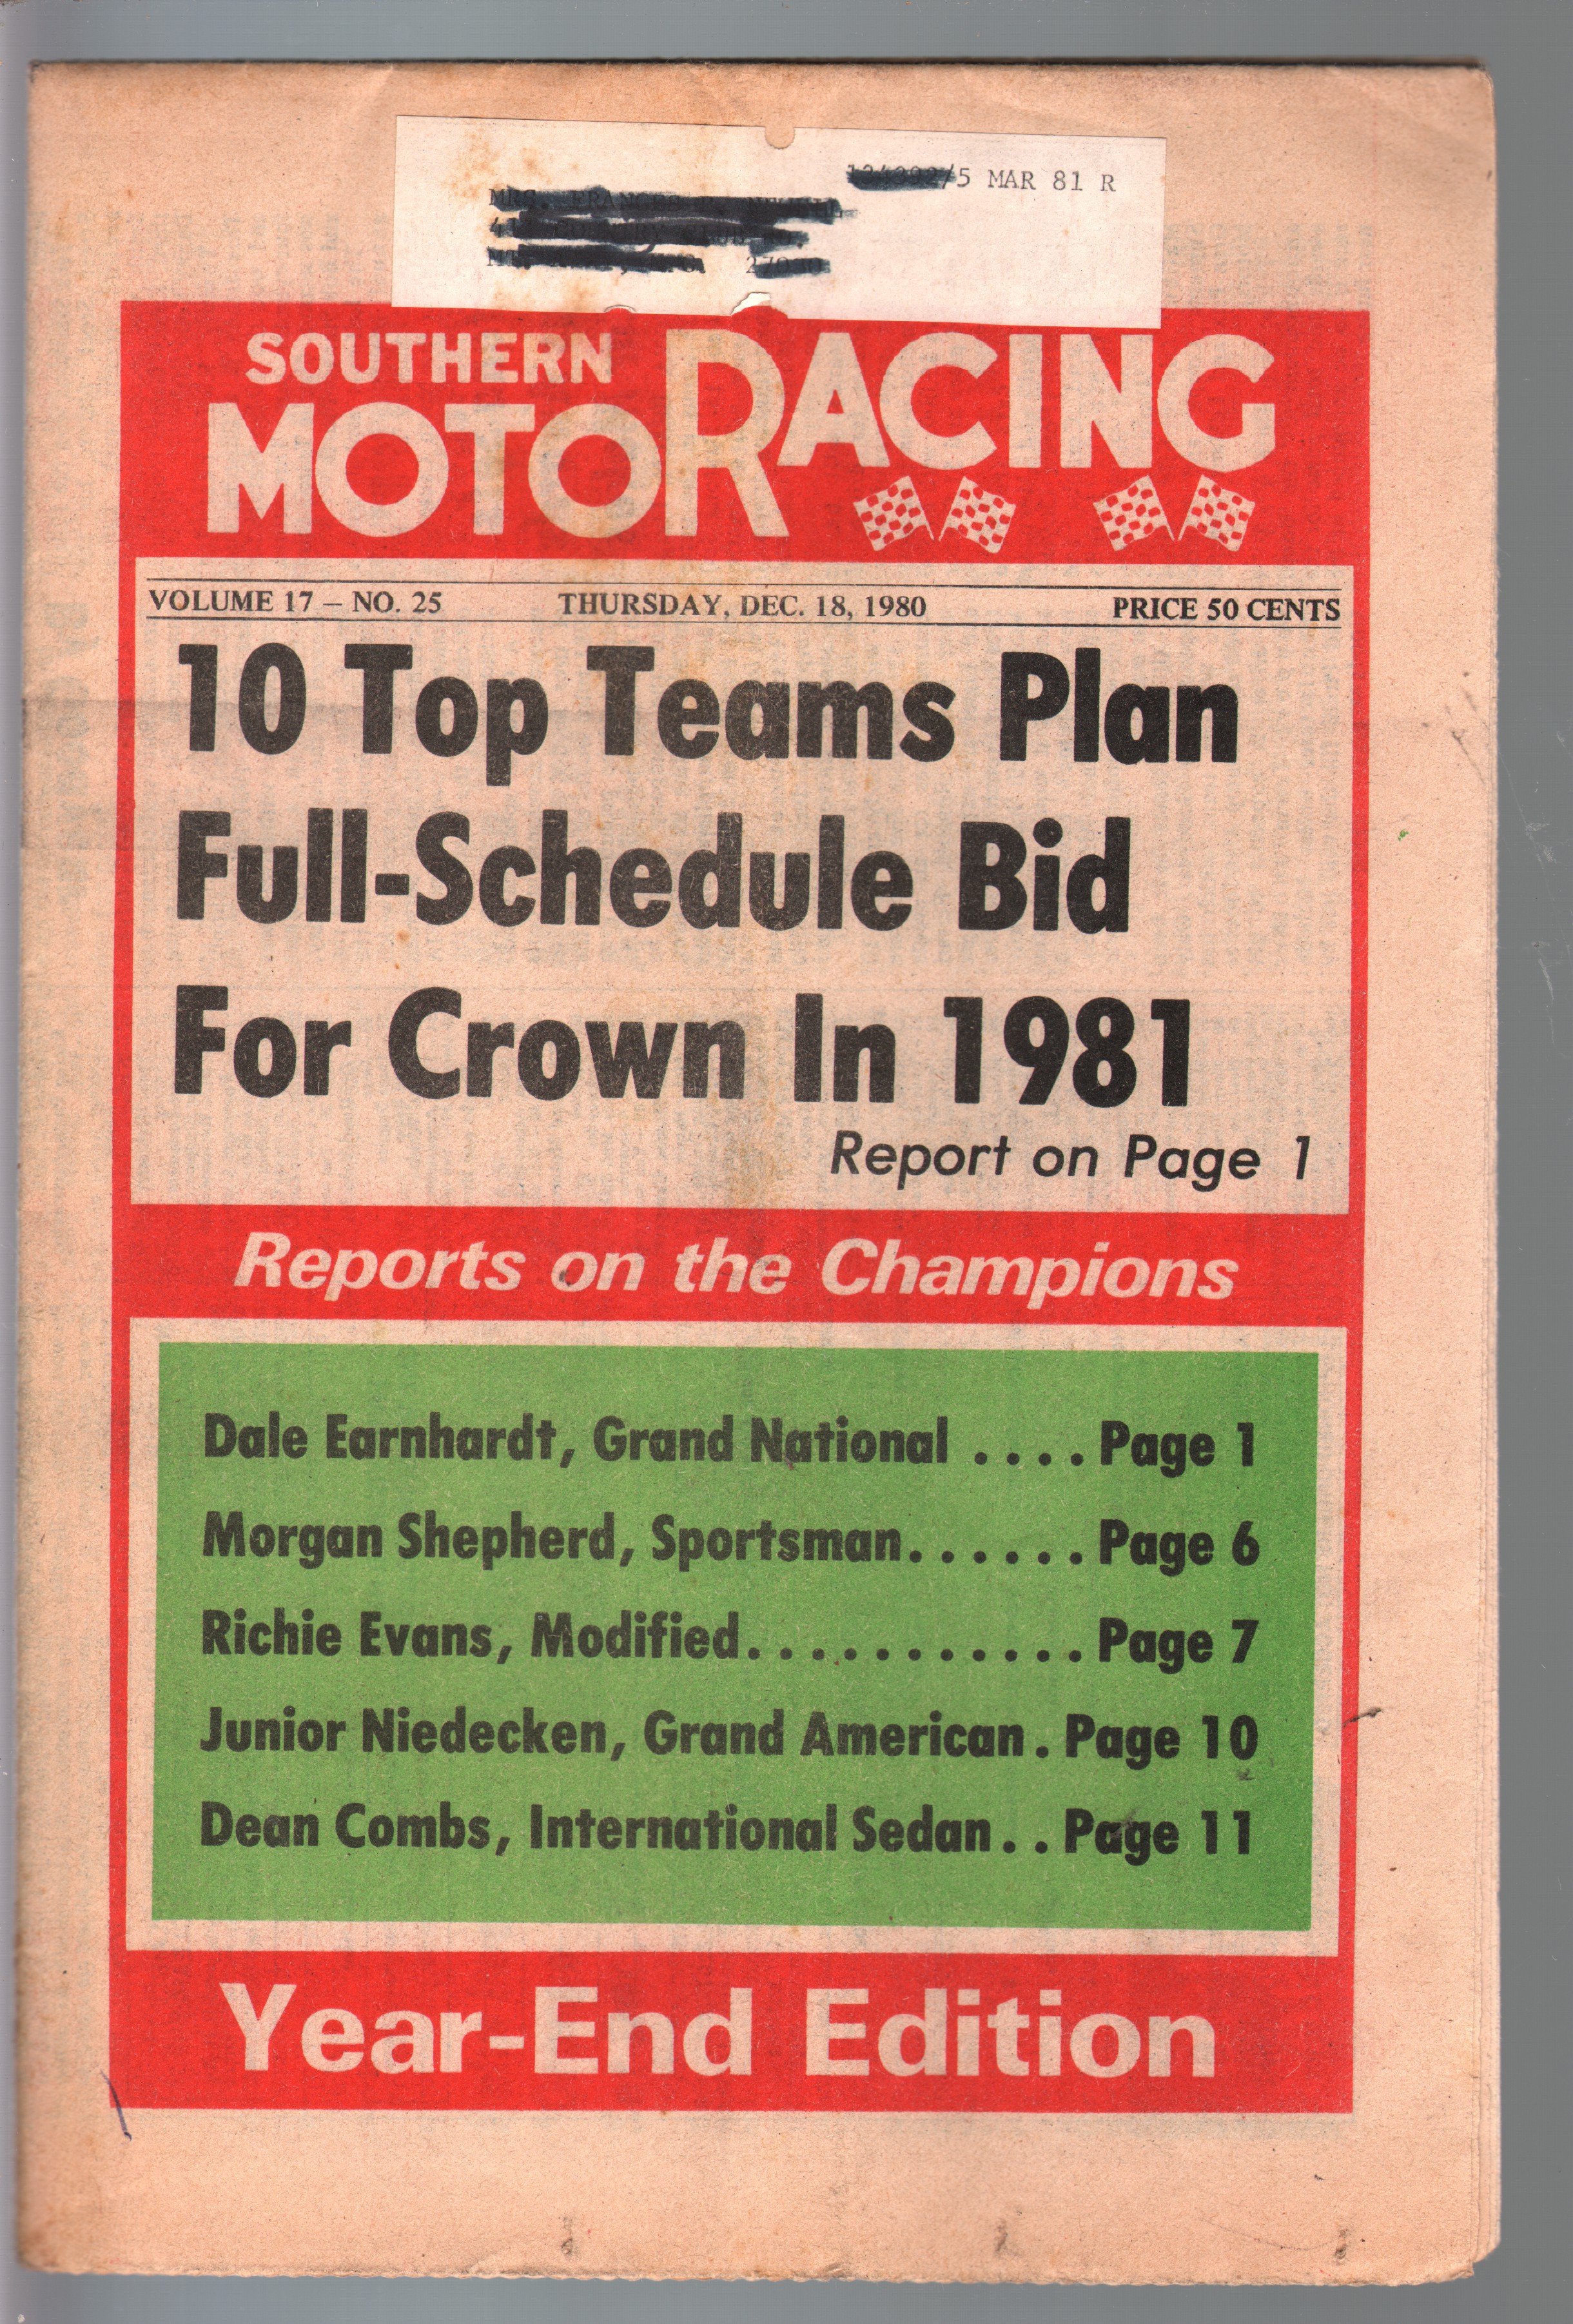 5 MAR 81 R
SOUTHERN
MOTORACING
VOLUME 17 – NO. 25 THURSDAY, DEC. 18, 1980 PRICE 50 CENTS
10 Top Teams Plan
Full-Schedule Bid
For Crown In 1981
Report on Page 1
Reports on the Champions
Dale Earnhardt, Grand National .... Page 1
Morgan Shepherd, Sportsman...... Page 6
Richie Evans, Modified........... Page 7
Junior Niedecken, Grand American. Page 10
Dean Combs, International Sedan.. Page 11
Year-End Edition